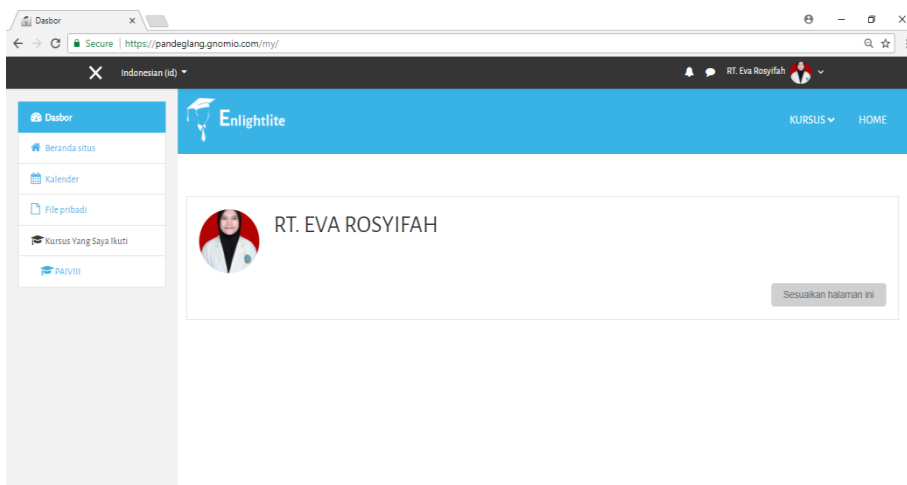 Dasbor
Secure | https://pandeglang.gnomio.com/my/
Indonesian (id)
RT. Eva Rosyifah
Dasbor
Enlightlite
KURSUS
HOME
Beranda situs
Kalender
File pribadi
Kursus Yang Saya Ikuti
PAIVIII
RT. EVA ROSYIFAH
Sesuaikan halaman ini